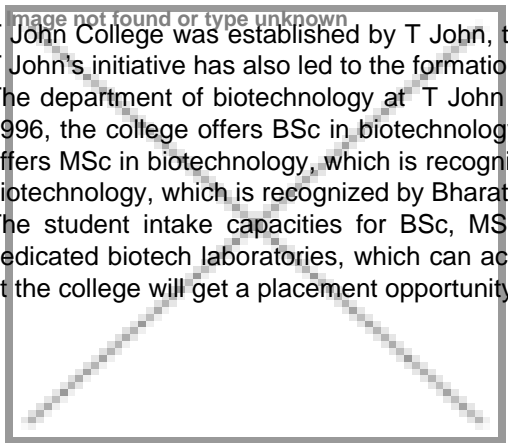 Image not found or type unknown
John College was established by T John, t
John's initiative has also led to the formatio
he department of biotechnology at T John
996, the college offers BSc in biotechnology
ffers MSc in biotechnology, which is recogni
iotechnology, which is recognized by Bharat
he student intake capacities for BSc, MS
edicated biotech laboratories, which can ac
t the college will get a placement opportunity